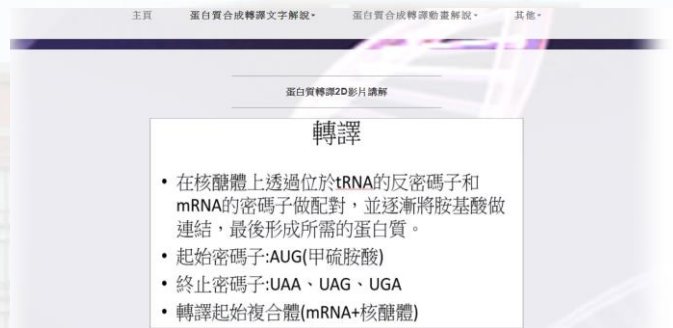 主頁 蛋白質合成轉譯文字解說▾ 蛋白質合成轉譯動畫解說▾ 其他▾
蛋白質轉譯2D影片講解
轉譯
• 在核醣體上透過位於tRNA的反密碼子和
mRNA的密碼子做配對，並逐漸將胺基酸做
連結，最後形成所需的蛋白質。
• 起始密碼子:AUG(甲硫胺酸)
• 終止密碼子:UAA、UAG、UGA
• 轉譯起始複合體(mRNA+核醣體)